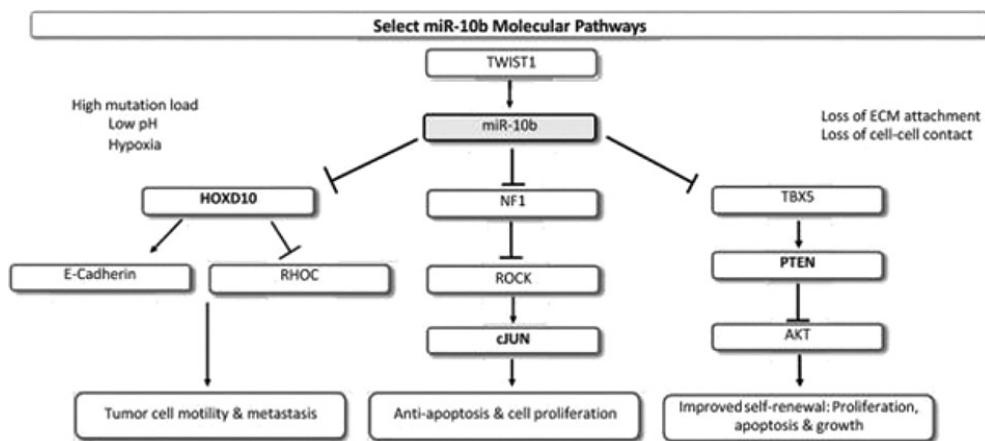 Select miR-10b Molecular Pathways
TWIST1
High mutation load
Low pH
Hypoxia
miR-10b
Loss of ECM attachment
Loss of cell-cell contact
HOXD10
NF1
TBX5
E-Cadherin
RHOC
ROCK
PTEN
cJUN
AKT
Tumor cell motility & metastasis
Anti-apoptosis & cell proliferation
Improved self-renewal: Proliferation,
apoptosis & growth